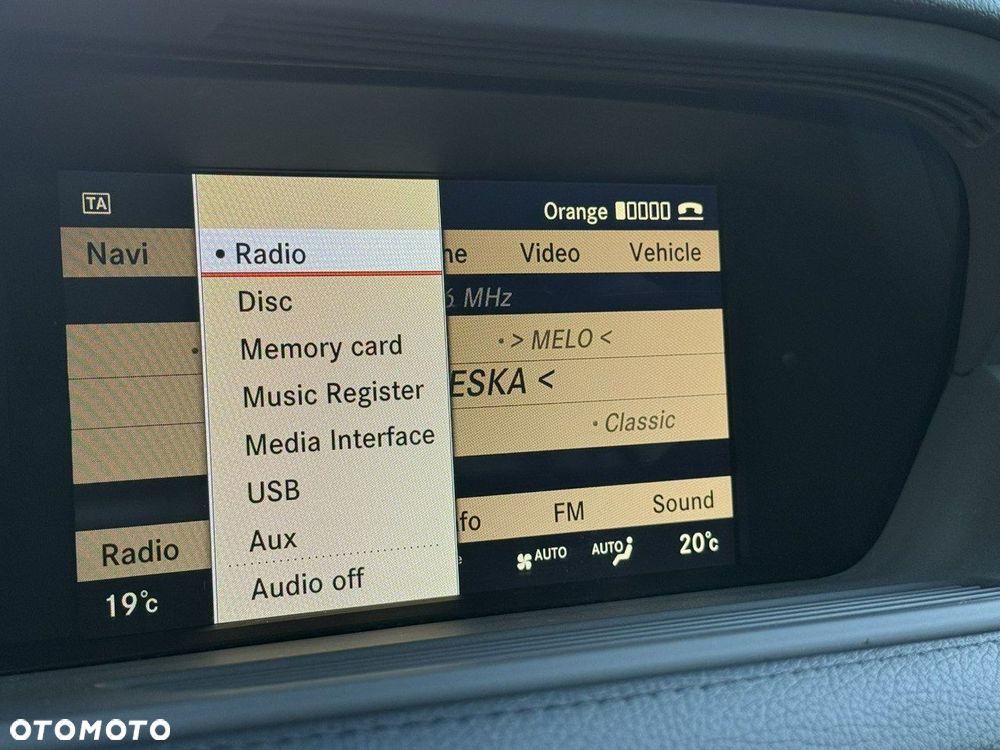 TA
Orange
Navi
ne Video Vehicle
• Radio
Disc
Memory card
Music Register
Media Interface
USB
Aux
Audio off
6 MHz
• > MELO <
ESKA <
• Classic
Radio
fo FM Sound
19°C
AUTO AUTO 20°C
OTOMOTO